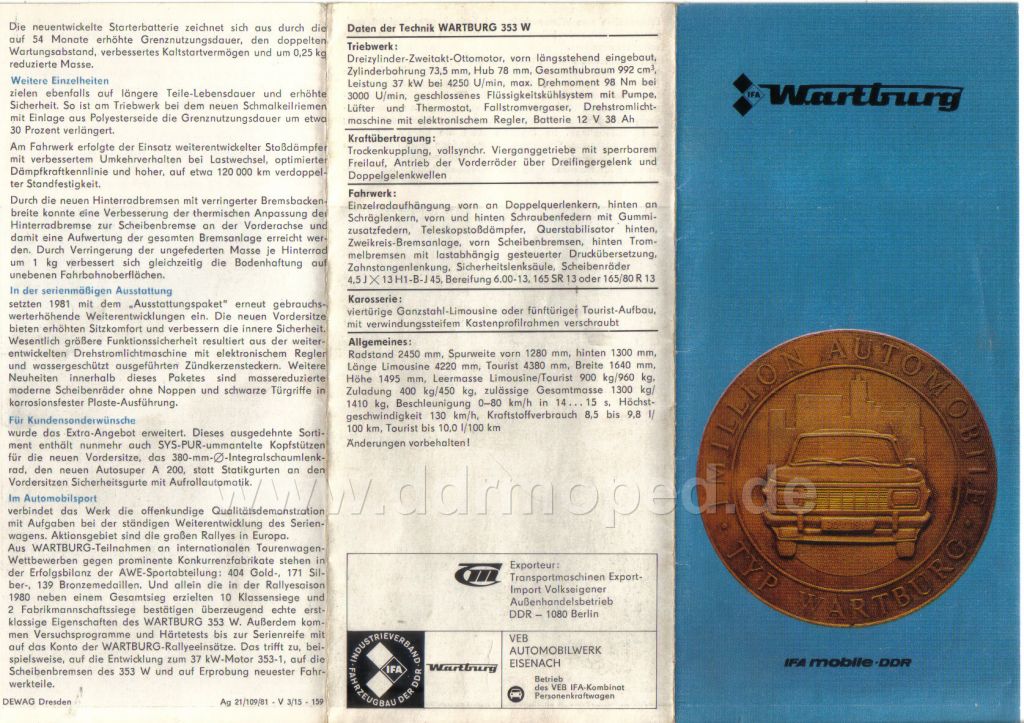 Die neuentwickelte Starterbatterie zeichnet sich aus durch die
auf 54 Monate erhöhte Grenznutzungsdauer, den doppelten
Wartungsabstand, verbessertes Kaltstartvermögen und um 0,25 kg
reduzierte Masse.
Weitere Einzelheiten
zielen ebenfalls auf längere Teile-Lebensdauer und erhöhte
Sicherheit. So ist am Triebwerk bei dem neuen Schmalkeilriemen
mit Einlage aus Polyesterseide die Grenznutzungsdauer um etwa
30 Prozent verlängert.
Am Fahrwerk erfolgte der Einsatz weiterentwickelter Stoßdämpfer
mit verbessertem Umkehrverhalten bei Lastwechsel, optimierter
Dämpfkraftkennlinie und hoher, auf etwa 120 000 km verdoppel-
ter Standfestigkeit.
Durch die neuen Hinterradbremsen mit verringerter Bremsbacken-
breite konnte eine Verbesserung der thermischen Anpassung der
Hinterradbremse zur Scheibenbremse an der Vorderachse und
damit eine Aufwertung der gesamten Bremsanlage erreicht wer-
den. Durch Verringerung der ungefederten Masse je Hinterrad
um 1 kg verbessert sich gleichzeitig die Bodenhaftung auf
unebenen Fahrbahnoberflächen.
In der serienmäßigen Ausstattung
setzten 1981 mit dem „Ausstattungspaket" erneut gebrauchs-
werterhöhende Weiterentwicklungen ein. Die neuen Vordersitze
bieten erhöhten Sitzkomfort und verbessern die innere Sicherheit.
Wesentlich größere Funktionssicherheit resultiert aus der weiter-
entwickelten Drehstromlichtmaschine mit elektronischem Regler
und wassergeschützt ausgeführten Zündkerzensteckern. Weitere
Neuheiten innerhalb dieses Paketes sind massereduzierte
moderne Scheibenräder ohne Noppen und schwarze Türgriffe in
korrosionsfester Plaste-Ausführung.
Für Kundensonderwünsche
wurde das Extra-Angebot erweitert. Dieses ausgedehnte Sorti-
ment enthält nunmehr auch SYS-PUR-ummantelte Kopfstützen
für die neuen Vordersitze, das 380-mm-∅-Integralschaumlenk-
rad, den neuen Autosuper A 200, statt Statikgurten an den
Vordersitzen Sicherheitsgurte mit Aufrollautomatik.
Im Automobilsport
verbindet das Werk die offenkundige Qualitätsdemonstration
mit Aufgaben bei der ständigen Weiterentwicklung des Serien-
wagens. Aktionsgebiet sind die großen Rallyes in Europa.
Aus WARTBURG-Teilnahmen an internationalen Tourenwagen-
Wettbewerben gegen prominente Konkurrenzfabrikate stehen in
der Erfolgsbilanz der AWE-Sportabteilung: 404 Gold-, 171 Sil-
ber-, 139 Bronzemedaillen. Und allein die in der Rallyesaison
1980 neben einem Gesamtsieg erzielten 10 Klassensiege und
2 Fabrikmannschaftssiege bestätigen überzeugend echte erst-
klassige Eigenschaften des WARTBURG 353 W. Außerdem kom-
men Versuchsprogramme und Härtetests bis zur Serienreife mit
auf das Konto der WARTBURG-Rallyeeinsätze. Das trifft zu, bei-
spielsweise, auf die Entwicklung zum 37 kW-Motor 353-1, auf die
Scheibenbremsen des 353 W und auf Erprobung neuester Fahr-
werkteile.
DEWAG Dresden Ag 21/109/81 - V 3/15 - 159
Daten der Technik WARTBURG 353 W
Triebwerk:
Dreizylinder-Zweitakt-Ottomotor, vorn längsstehend eingebaut,
Zylinderbohrung 73,5 mm, Hub 78 mm, Gesamthubraum 992 cm³,
Leistung 37 kW bei 4250 U/min, max. Drehmoment 98 Nm bei
3000 U/min, geschlossenes Flüssigkeitskühlsystem mit Pumpe,
Lüfter und Thermostat, Fallstromvergaser, Drehstromlicht-
maschine mit elektronischem Regler, Batterie 12 V 38 Ah
Kraftübertragung:
Trockenkupplung, vollsynchr. Vierganggetriebe mit sperrbarem
Freilauf, Antrieb der Vorderräder über Dreifingergelenk und
Doppelgelenkwellen
Fahrwerk:
Einzelradaufhängung vorn an Doppelquerlenkern, hinten an
Schräglenkern, vorn und hinten Schraubenfedern mit Gummi-
zusatzfedern, Teleskopstoßdämpfer, Querstabilisator hinten,
Zweikreis-Bremsanlage, vorn Scheibenbremsen, hinten Trom-
melbremsen mit lastabhängig gesteuerter Druckübersetzung,
Zahnstangenlenkung, Sicherheitslenksäule, Scheibenräder
4,5 J × 13 H1-B-J 45, Bereifung 6.00-13, 165 SR 13 oder 165/80 R 13
Karosserie:
viertürige Ganzstahl-Limousine oder fünftüriger Tourist-Aufbau,
mit verwindungssteifem Kastenprofilrahmen verschraubt
Allgemeines:
Radstand 2450 mm, Spurweite vorn 1280 mm, hinten 1300 mm,
Länge Limousine 4220 mm, Tourist 4380 mm, Breite 1640 mm,
Höhe 1495 mm, Leermasse Limousine/Tourist 900 kg/960 kg,
Zuladung 400 kg/450 kg, zulässige Gesamtmasse 1300 kg/
1410 kg, Beschleunigung 0–80 km/h in 14...15 s, Höchst-
geschwindigkeit 130 km/h, Kraftstoffverbrauch 8,5 bis 9,8 l/
100 km, Tourist bis 10,0 l/100 km
Änderungen vorbehalten!
www.ddrmoped.de
Exporteur:
Transportmaschinen Export-
Import Volkseigener
Außenhandelsbetrieb
DDR – 1080 Berlin
INDUSTRIEVERBAND
FAHRZEUGBAU DER DDR
IFA
Wartburg
VEB
AUTOMOBILWERK
EISENACH
Betrieb
des VEB IFA-Kombinat
Personenkraftwagen
IFA Wartburg
MILLION AUTOMOBILE
TYP WARTBURG
IFA mobile-DDR